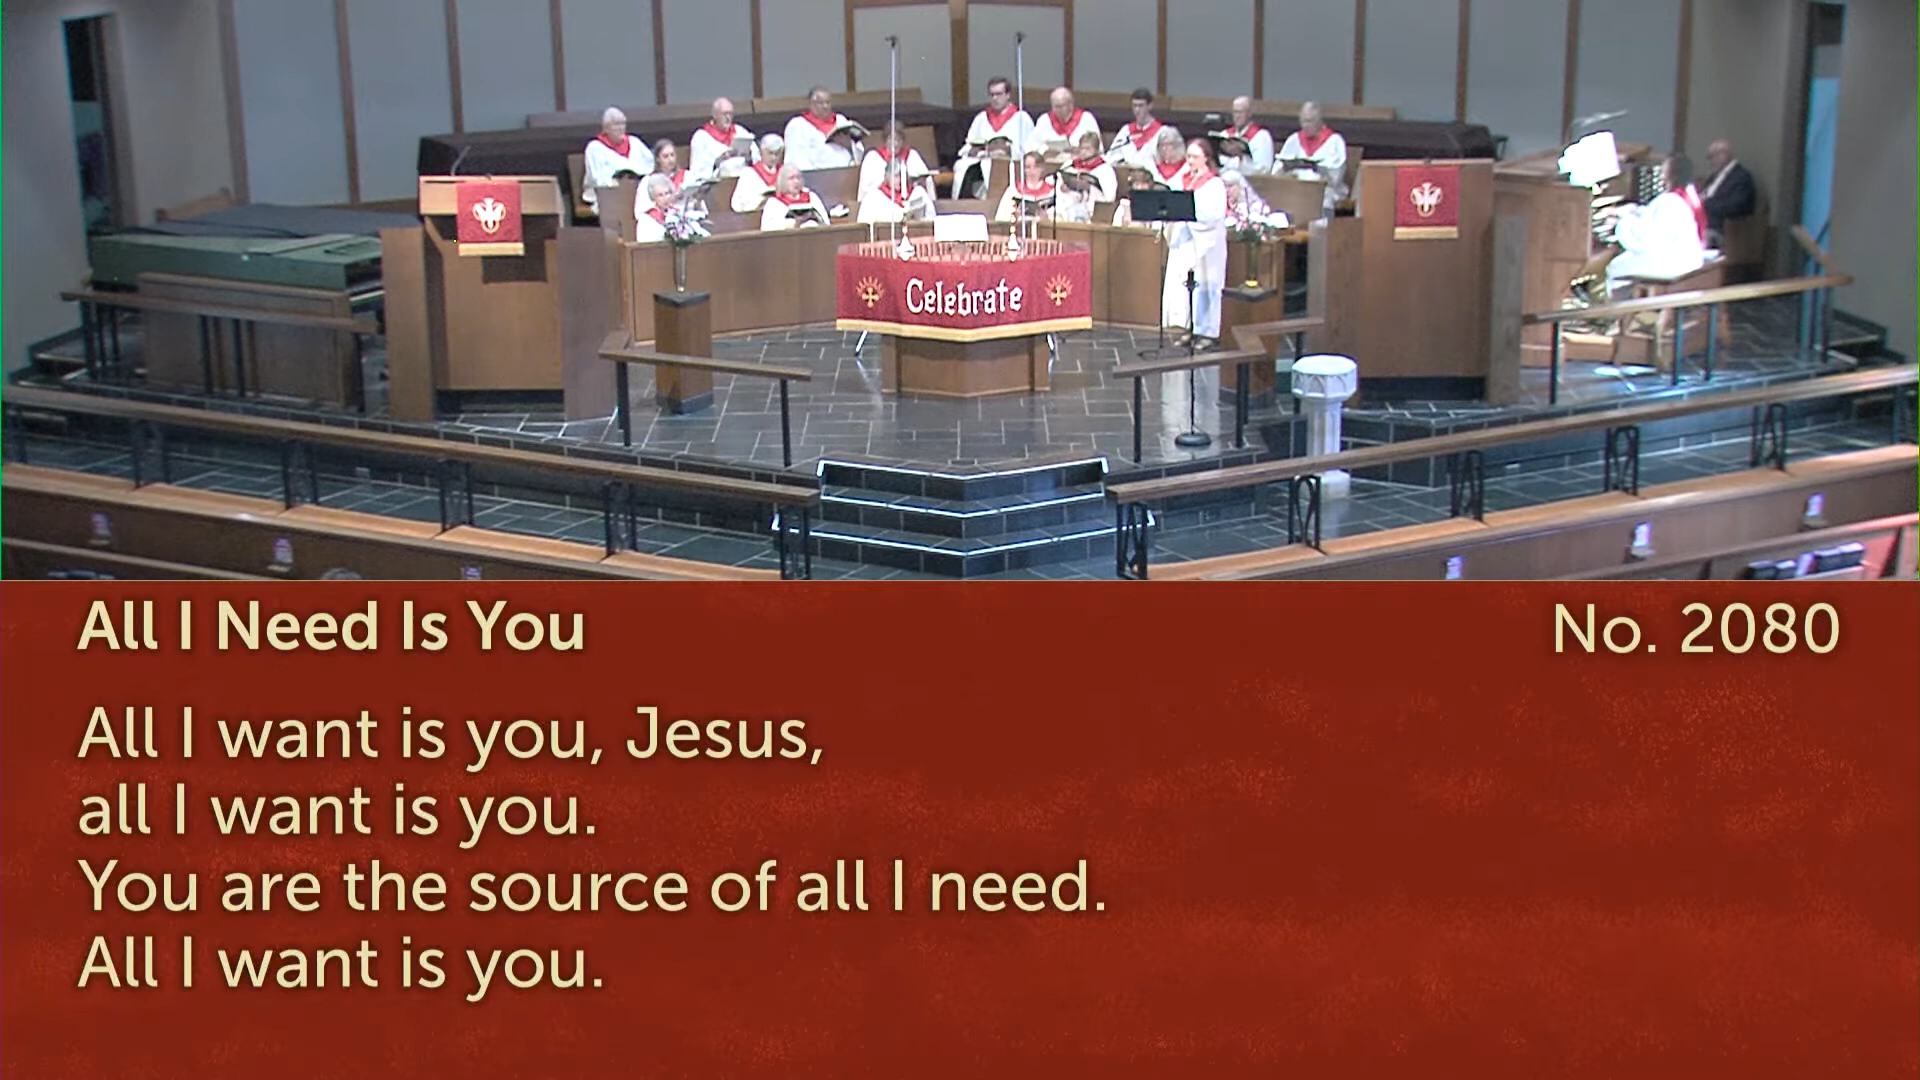 Celebrate
All I Need Is You
No. 2080
All I want is you, Jesus,
all I want is you.
You are the source of all I need.
All I want is you.